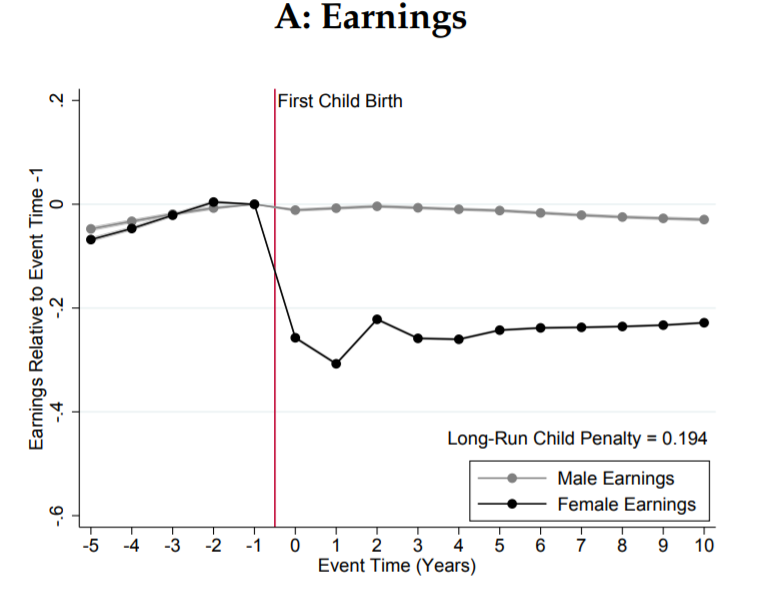 A: Earnings
First Child Birth
Earnings Relative to Event Time -1
.2
0
-.2
-.4
-.6
Long-Run Child Penalty = 0.194
Male Earnings
Female Earnings
-5 -4 -3 -2 -1 0 1 2 3 4 5 6 7 8 9 10
Event Time (Years)